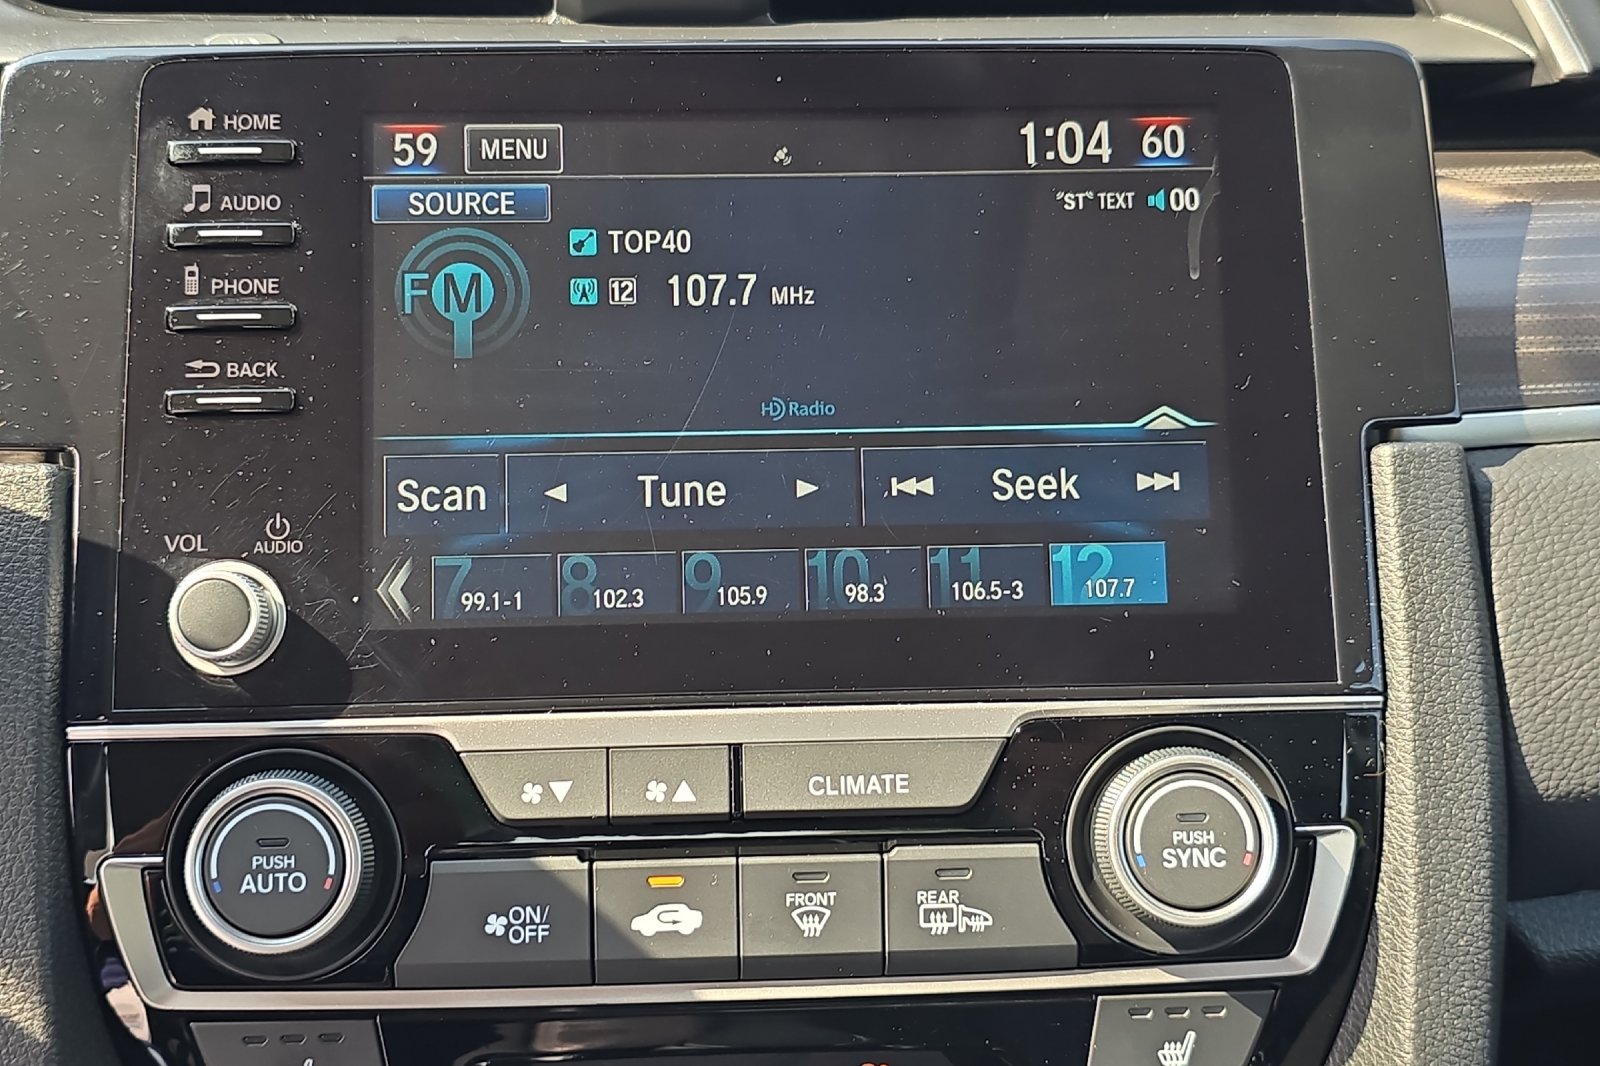 HOME
59 MENU 1:04 60
AUDIO
SOURCE "ST" TEXT 00
TOP40
FM
12 107.7 MHz
PHONE
BACK
HD Radio
Scan Tune Seek
VOL AUDIO
7 99.1-1 8 102.3 9 105.9 10 98.3 11 106.5-3 12 107.7
CLIMATE
PUSH AUTO
PUSH SYNC
ON/OFF
FRONT
REAR